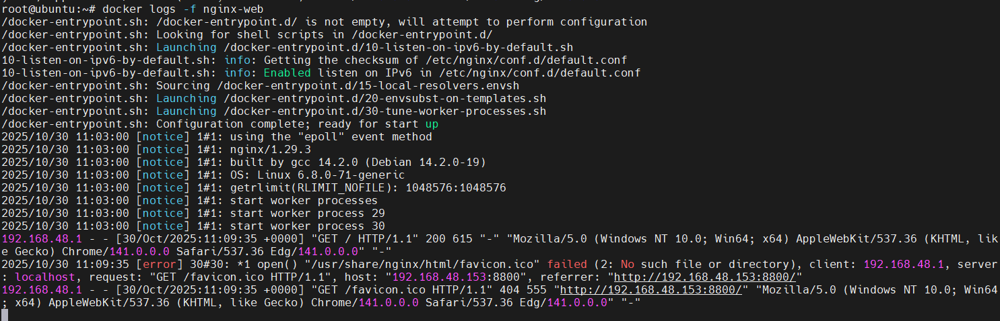 root@ubuntu:~# docker logs -f nginx-web
/docker-entrypoint.sh: /docker-entrypoint.d/ is not empty, will attempt to perform configuration
/docker-entrypoint.sh: Looking for shell scripts in /docker-entrypoint.d/
/docker-entrypoint.sh: Launching /docker-entrypoint.d/10-listen-on-ipv6-by-default.sh
10-listen-on-ipv6-by-default.sh: info: Getting the checksum of /etc/nginx/conf.d/default.conf
10-listen-on-ipv6-by-default.sh: info: Enabled listen on IPv6 in /etc/nginx/conf.d/default.conf
/docker-entrypoint.sh: Sourcing /docker-entrypoint.d/15-local-resolvers.envsh
/docker-entrypoint.sh: Launching /docker-entrypoint.d/20-envsubst-on-templates.sh
/docker-entrypoint.sh: Launching /docker-entrypoint.d/30-tune-worker-processes.sh
/docker-entrypoint.sh: Configuration complete; ready for start up
2025/10/30 11:03:00 [notice] 1#1: using the "epoll" event method
2025/10/30 11:03:00 [notice] 1#1: nginx/1.29.3
2025/10/30 11:03:00 [notice] 1#1: built by gcc 14.2.0 (Debian 14.2.0-19)
2025/10/30 11:03:00 [notice] 1#1: OS: Linux 6.8.0-71-generic
2025/10/30 11:03:00 [notice] 1#1: getrlimit(RLIMIT_NOFILE): 1048576:1048576
2025/10/30 11:03:00 [notice] 1#1: start worker processes
2025/10/30 11:03:00 [notice] 1#1: start worker process 29
2025/10/30 11:03:00 [notice] 1#1: start worker process 30
192.168.48.1 - - [30/Oct/2025:11:09:35 +0000] "GET / HTTP/1.1" 200 615 "-" "Mozilla/5.0 (Windows NT 10.0; Win64; x64) AppleWebKit/537.36 (KHTML, lik
e Gecko) Chrome/141.0.0.0 Safari/537.36 Edg/141.0.0.0" "-"
2025/10/30 11:09:35 [error] 30#30: *1 open() "/usr/share/nginx/html/favicon.ico" failed (2: No such file or directory), client: 192.168.48.1, server
: localhost, request: "GET /favicon.ico HTTP/1.1", host: "192.168.48.153:8800", referrer: "http://192.168.48.153:8800/"
192.168.48.1 - - [30/Oct/2025:11:09:35 +0000] "GET /favicon.ico HTTP/1.1" 404 555 "http://192.168.48.153:8800/" "Mozilla/5.0 (Windows NT 10.0; Win64
; x64) AppleWebKit/537.36 (KHTML, like Gecko) Chrome/141.0.0.0 Safari/537.36 Edg/141.0.0.0" "-"